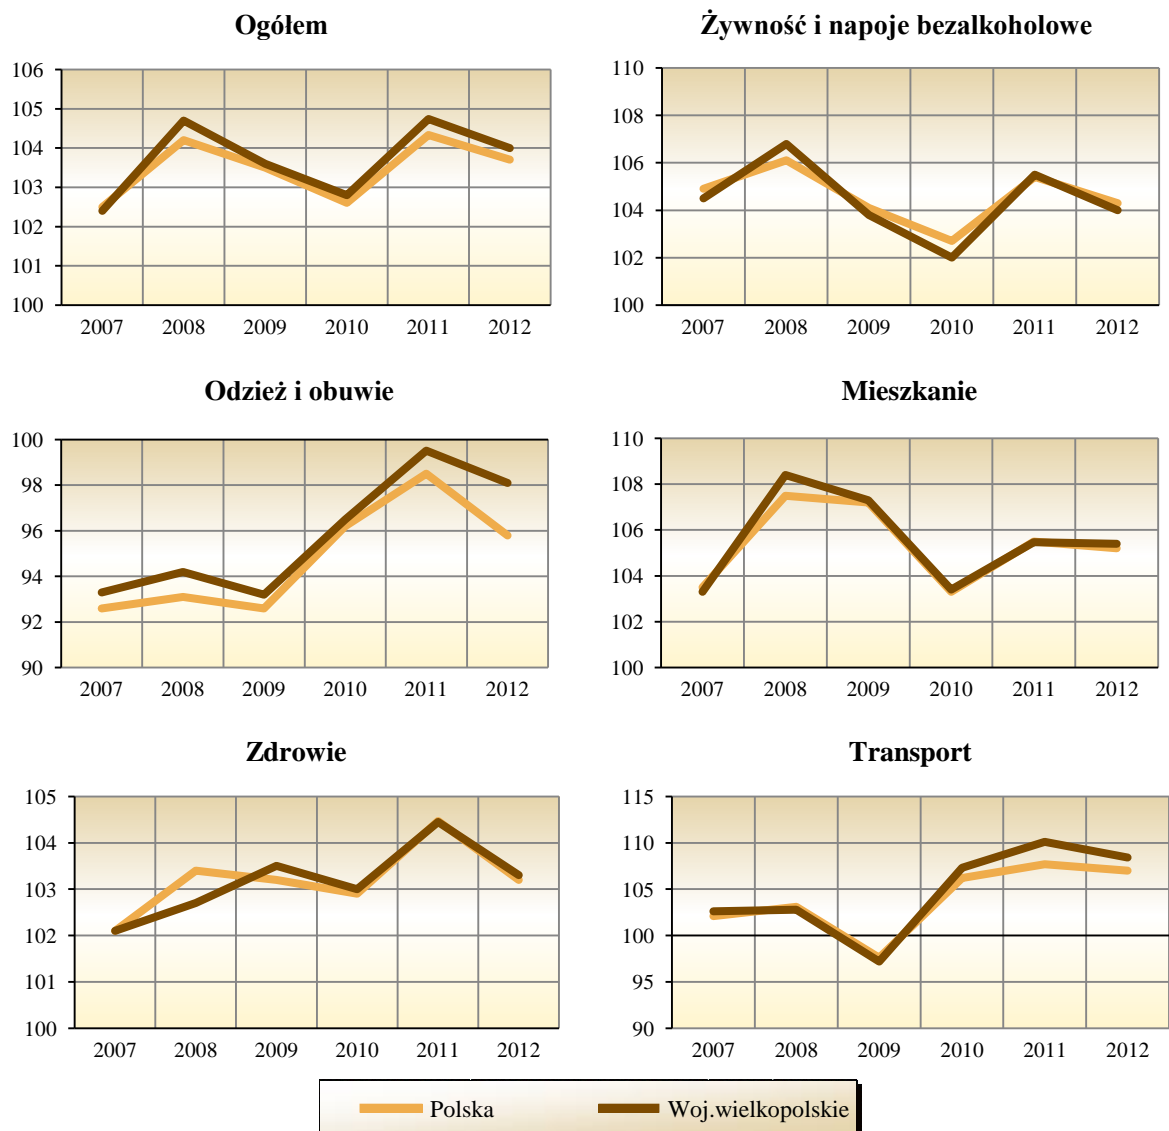 Ogółem
106
105
104
103
102
101
100
2007 2008 2009 2010 2011 2012
Żywność i napoje bezalkoholowe
110
108
106
104
102
100
2007 2008 2009 2010 2011 2012
Odzież i obuwie
100
98
96
94
92
90
2007 2008 2009 2010 2011 2012
Mieszkanie
110
108
106
104
102
100
2007 2008 2009 2010 2011 2012
Zdrowie
105
104
103
102
101
100
2007 2008 2009 2010 2011 2012
Transport
115
110
105
100
95
90
2007 2008 2009 2010 2011 2012
Polska Woj.wielkopolskie